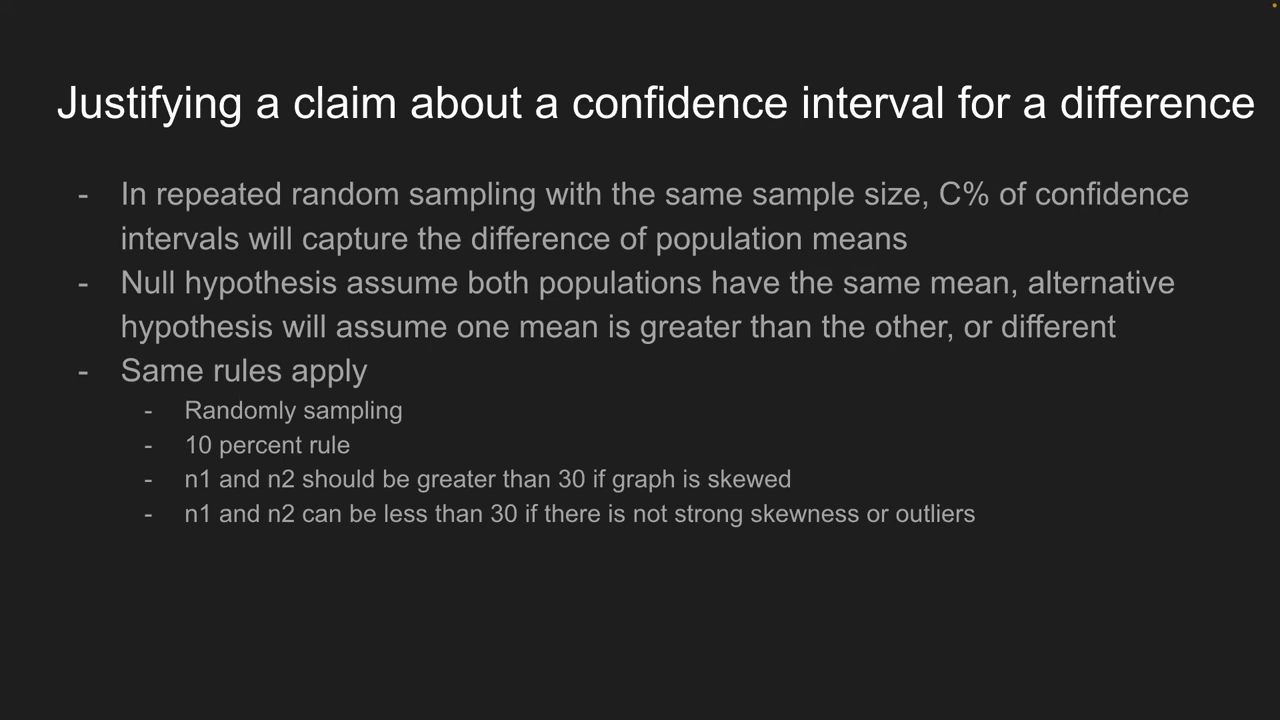 Justifying a claim about a confidence interval for a difference
- In repeated random sampling with the same sample size, C% of confidence
intervals will capture the difference of population means
- Null hypothesis assume both populations have the same mean, alternative
hypothesis will assume one mean is greater than the other, or different
- Same rules apply
- Randomly sampling
- 10 percent rule
- n1 and n2 should be greater than 30 if graph is skewed
- n1 and n2 can be less than 30 if there is not strong skewness or outliers